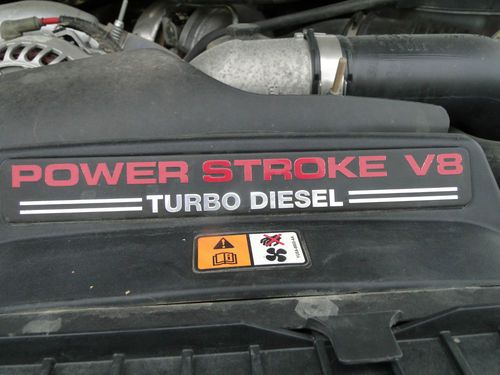 POWER STROKE V8
TURBO DIESEL